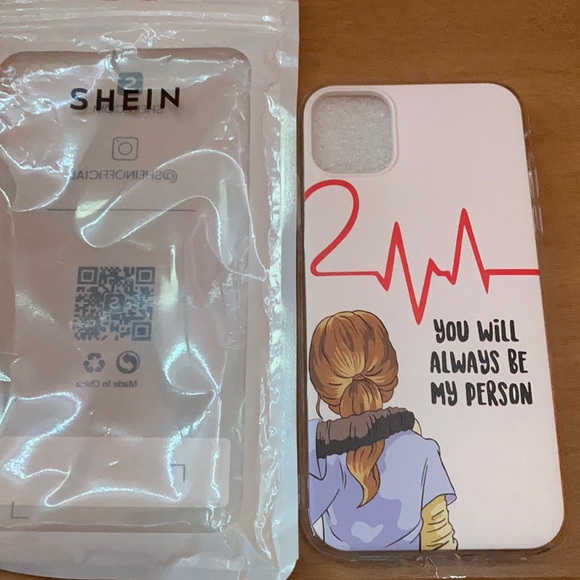 SHEIN
@SHEINOFFICIAL
Made in China
YOU WILL
ALWAYS BE
MY PERSON